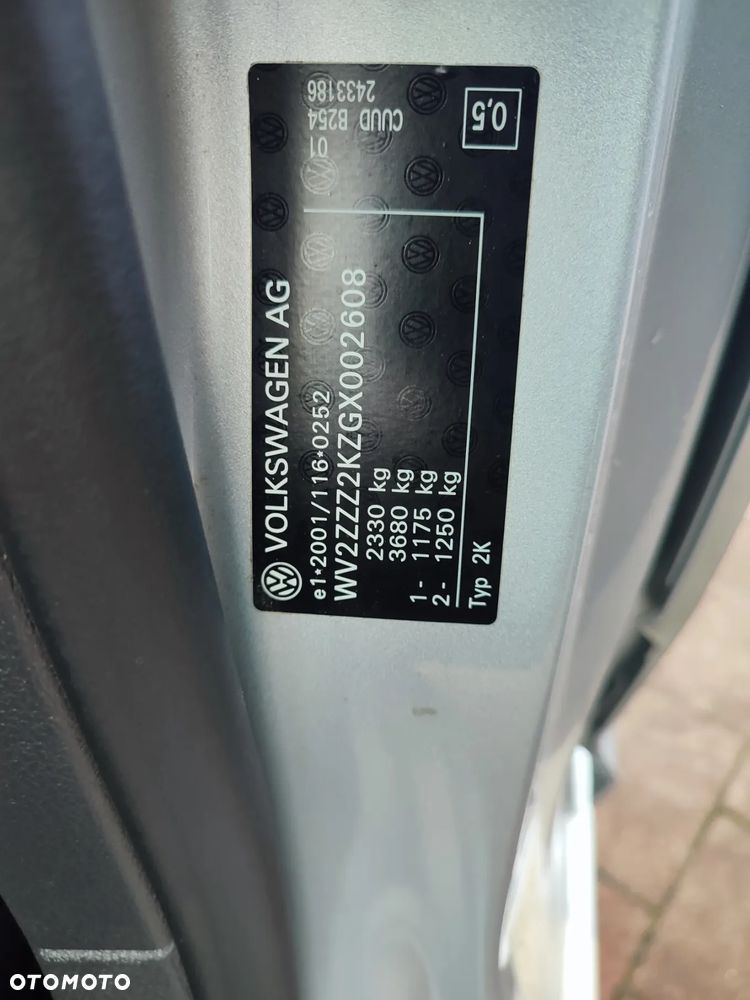 VOLKSWAGEN AG
e1*2001/116*0252
WV2ZZZ2KZGX002608
2330 kg
3680 kg
1- 1175 kg
2- 1250 kg
Typ 2K
01
CUUD B254
2433186
0,5
OTOMOTO